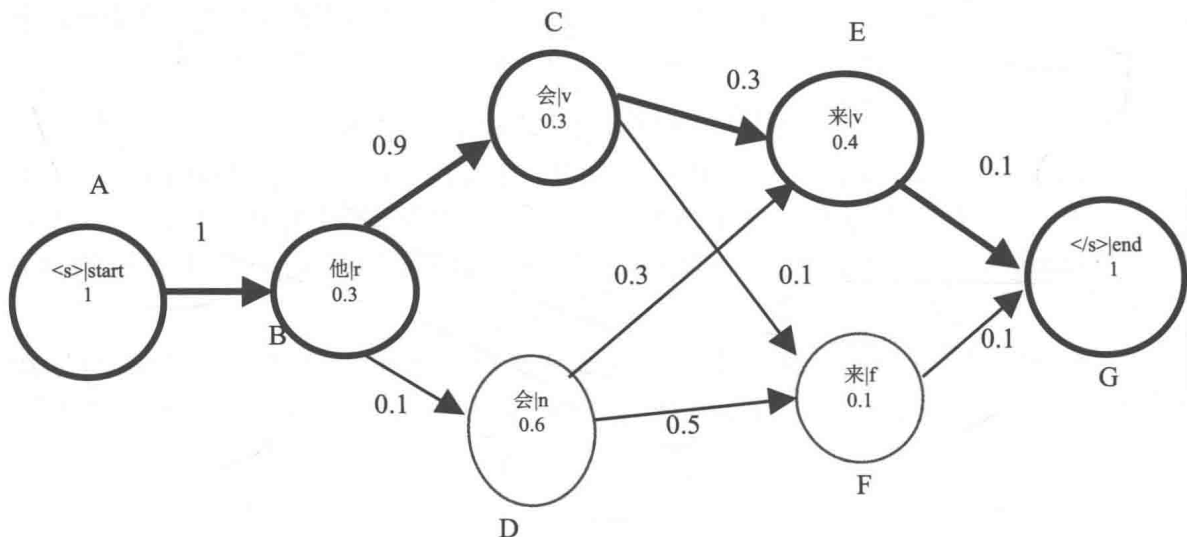 C
E
会|v
0.3
0.3
来|v
0.4
0.9
0.1
A
1
<s>|start
1
他|r
0.3
B
</s>|end
1
0.3
0.1
0.1
G
0.1
会|n
0.6
0.5
来|f
0.1
F
D